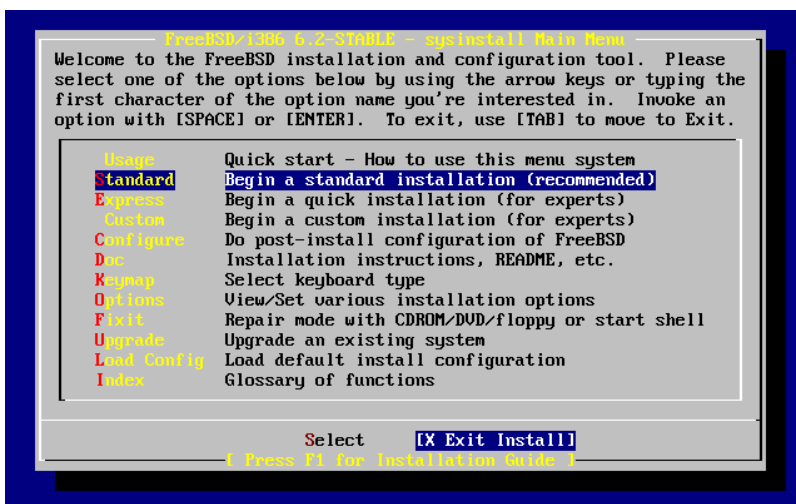 FreeBSD/i386 6.2-STABLE - sysinstall Main Menu
Welcome to the FreeBSD installation and configuration tool.  Please
select one of the options below by using the arrow keys or typing the
first character of the option name you're interested in.  Invoke an
option with [SPACE] or [ENTER].  To exit, use [TAB] to move to Exit.
Usage Quick start - How to use this menu system
Standard Begin a standard installation (recommended)
Express Begin a quick installation (for experts)
Custom Begin a custom installation (for experts)
Configure Do post-install configuration of FreeBSD
Doc Installation instructions, README, etc.
Keymap Select keyboard type
Options View/Set various installation options
Fixit Repair mode with CDROM/DVD/floppy or start shell
Upgrade Upgrade an existing system
Load Config Load default install configuration
Index Glossary of functions
Select [X Exit Install]
[ Press F1 for Installation Guide ]